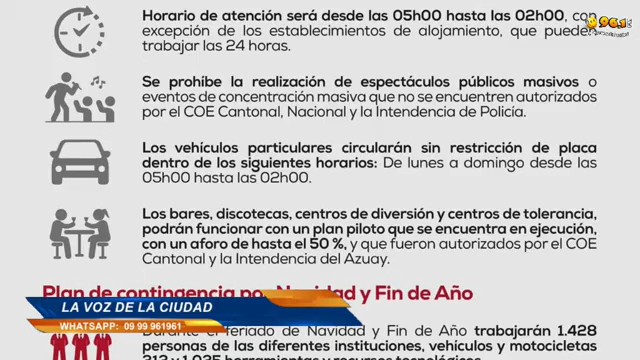 Horario de atención será desde las 05h00 hasta las 02h00, con
excepción de los establecimientos de alojamiento, que pueden
trabajar las 24 horas.
96.1
Se prohíbe la realización de espectáculos públicos masivos o
eventos de concentración masiva que no se encuentren autorizados
por el COE Cantonal, Nacional y la Intendencia de Policía.
Los vehículos particulares circularán sin restricción de placa
dentro de los siguientes horarios: De lunes a domingo desde las
05h00 hasta las 02h00.
Los bares, discotecas, centros de diversión y centros de tolerancia,
podrán funcionar con un plan piloto que se encuentra en ejecución,
con un aforo de hasta el 50 %, y que fueron autorizados por el COE
Cantonal y la Intendencia del Azuay.
Plan de contingencia por Navidad y Fin de Año
LA VOZ DE LA CIUDAD
WHATSAPP: 09 99 961961
el feriado de Navidad y Fin de Año trabajarán 1.428
personas de las diferentes instituciones, vehículos y motocicletas